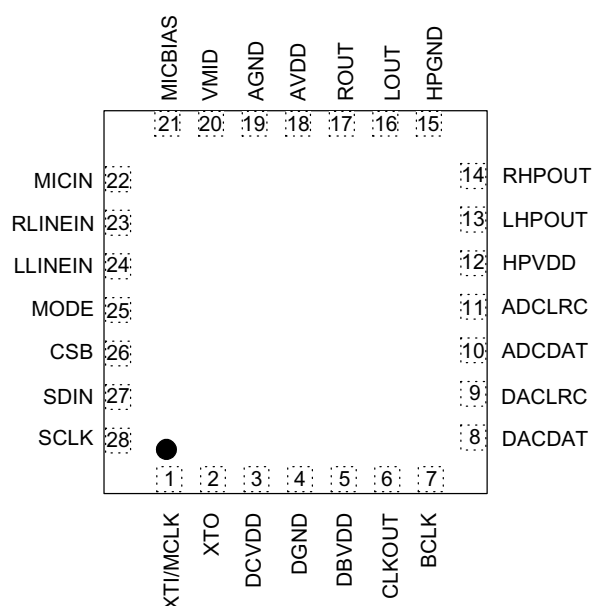 MICBIAS
VMID
AGND
AVDD
ROUT
LOUT
HPGND
21 20 19 18 17 16 15
MICIN 22
RLINEIN 23
LLINEIN 24
MODE 25
CSB 26
SDIN 27
SCLK 28
14 RHPOUT
13 LHPOUT
12 HPVDD
11 ADCLRC
10 ADCDAT
9 DACLRC
8 DACDAT
1 2 3 4 5 6 7
XTI/MCLK
XTO
DCVDD
DGND
DBVDD
CLKOUT
BCLK